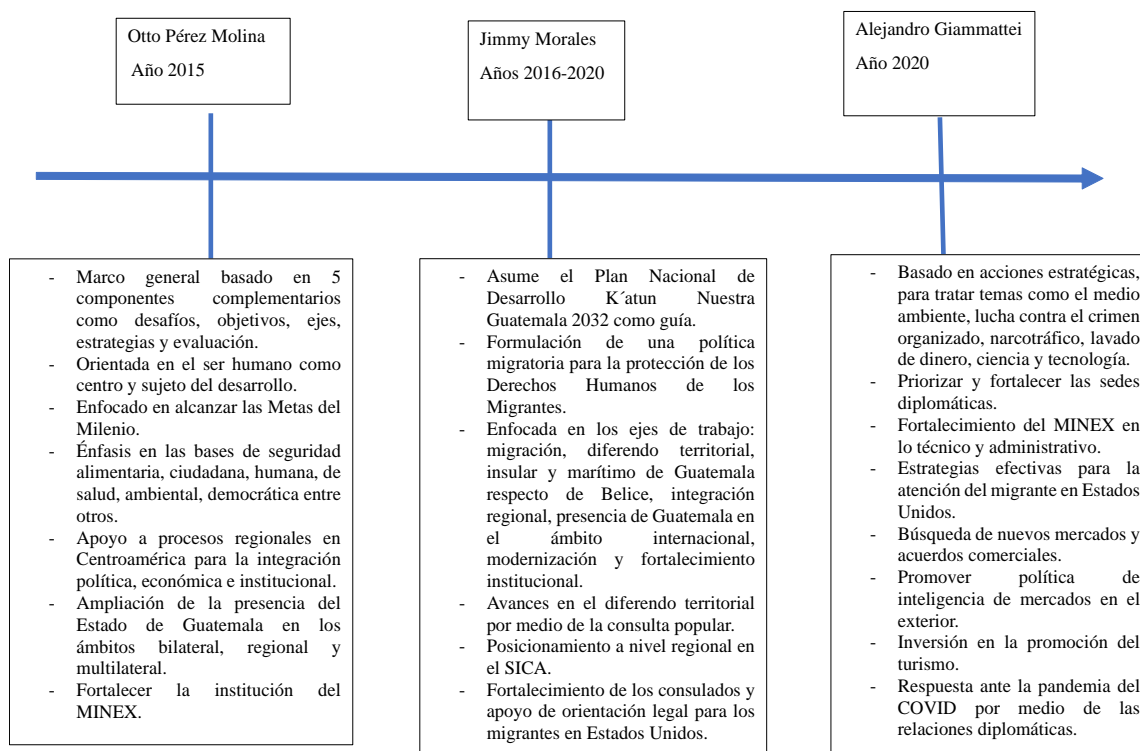 Otto Pérez Molina
Año 2015
Jimmy Morales
Años 2016-2020
Alejandro Giammattei
Año 2020
- Marco general basado en 5
componentes complementarios
como desafíos, objetivos, ejes,
estrategias y evaluación.
- Orientada en el ser humano como
centro y sujeto del desarrollo.
- Enfocado en alcanzar las Metas del
Milenio.
- Énfasis en las bases de seguridad
alimentaria, ciudadana, humana, de
salud, ambiental, democrática entre
otros.
- Apoyo a procesos regionales en
Centroamérica para la integración
política, económica e institucional.
- Ampliación de la presencia del
Estado de Guatemala en los
ámbitos bilateral, regional y
multilateral.
- Fortalecer la institución del
MINEX.
- Asume el Plan Nacional de
Desarrollo K´atun Nuestra
Guatemala 2032 como guía.
- Formulación de una política
migratoria para la protección de los
Derechos Humanos de los
Migrantes.
- Enfocada en los ejes de trabajo:
migración, diferendo territorial,
insular y marítimo de Guatemala
respecto de Belice, integración
regional, presencia de Guatemala en
el ámbito internacional,
modernización y fortalecimiento
institucional.
- Avances en el diferendo territorial
por medio de la consulta popular.
- Posicionamiento a nivel regional en
el SICA.
- Fortalecimiento de los consulados y
apoyo de orientación legal para los
migrantes en Estados Unidos.
- Basado en acciones estratégicas,
para tratar temas como el medio
ambiente, lucha contra el crimen
organizado, narcotráfico, lavado
de dinero, ciencia y tecnología.
- Priorizar y fortalecer las sedes
diplomáticas.
- Fortalecimiento del MINEX en
lo técnico y administrativo.
- Estrategias efectivas para la
atención del migrante en Estados
Unidos.
- Búsqueda de nuevos mercados y
acuerdos comerciales.
- Promover política de
inteligencia de mercados en el
exterior.
- Inversión en la promoción del
turismo.
- Respuesta ante la pandemia del
COVID por medio de las
relaciones diplomáticas.